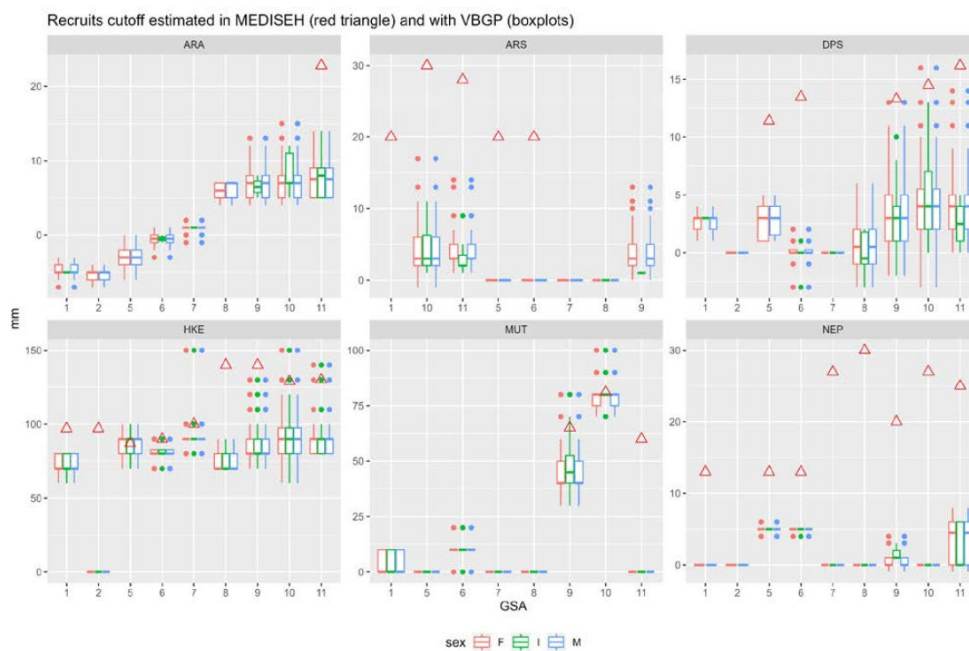 Recruits cutoff estimated in MEDISEH (red triangle) and with VBGP (boxplots)
ARA
ARS
DPS
20
10
0
30
20
10
0
15
10
5
0
1 2 5 6 7 8 9 10 11
1 10 11 5 6 7 8 9
1 2 5 6 7 8 9 10 11
mm
HKE
MUT
NEP
150
100
50
0
100
75
50
25
0
30
20
10
0
1 2 5 6 7 8 9 10 11
1 5 6 7 8 9 10 11
1 2 5 6 7 8 9 10 11
GSA
sex F I M